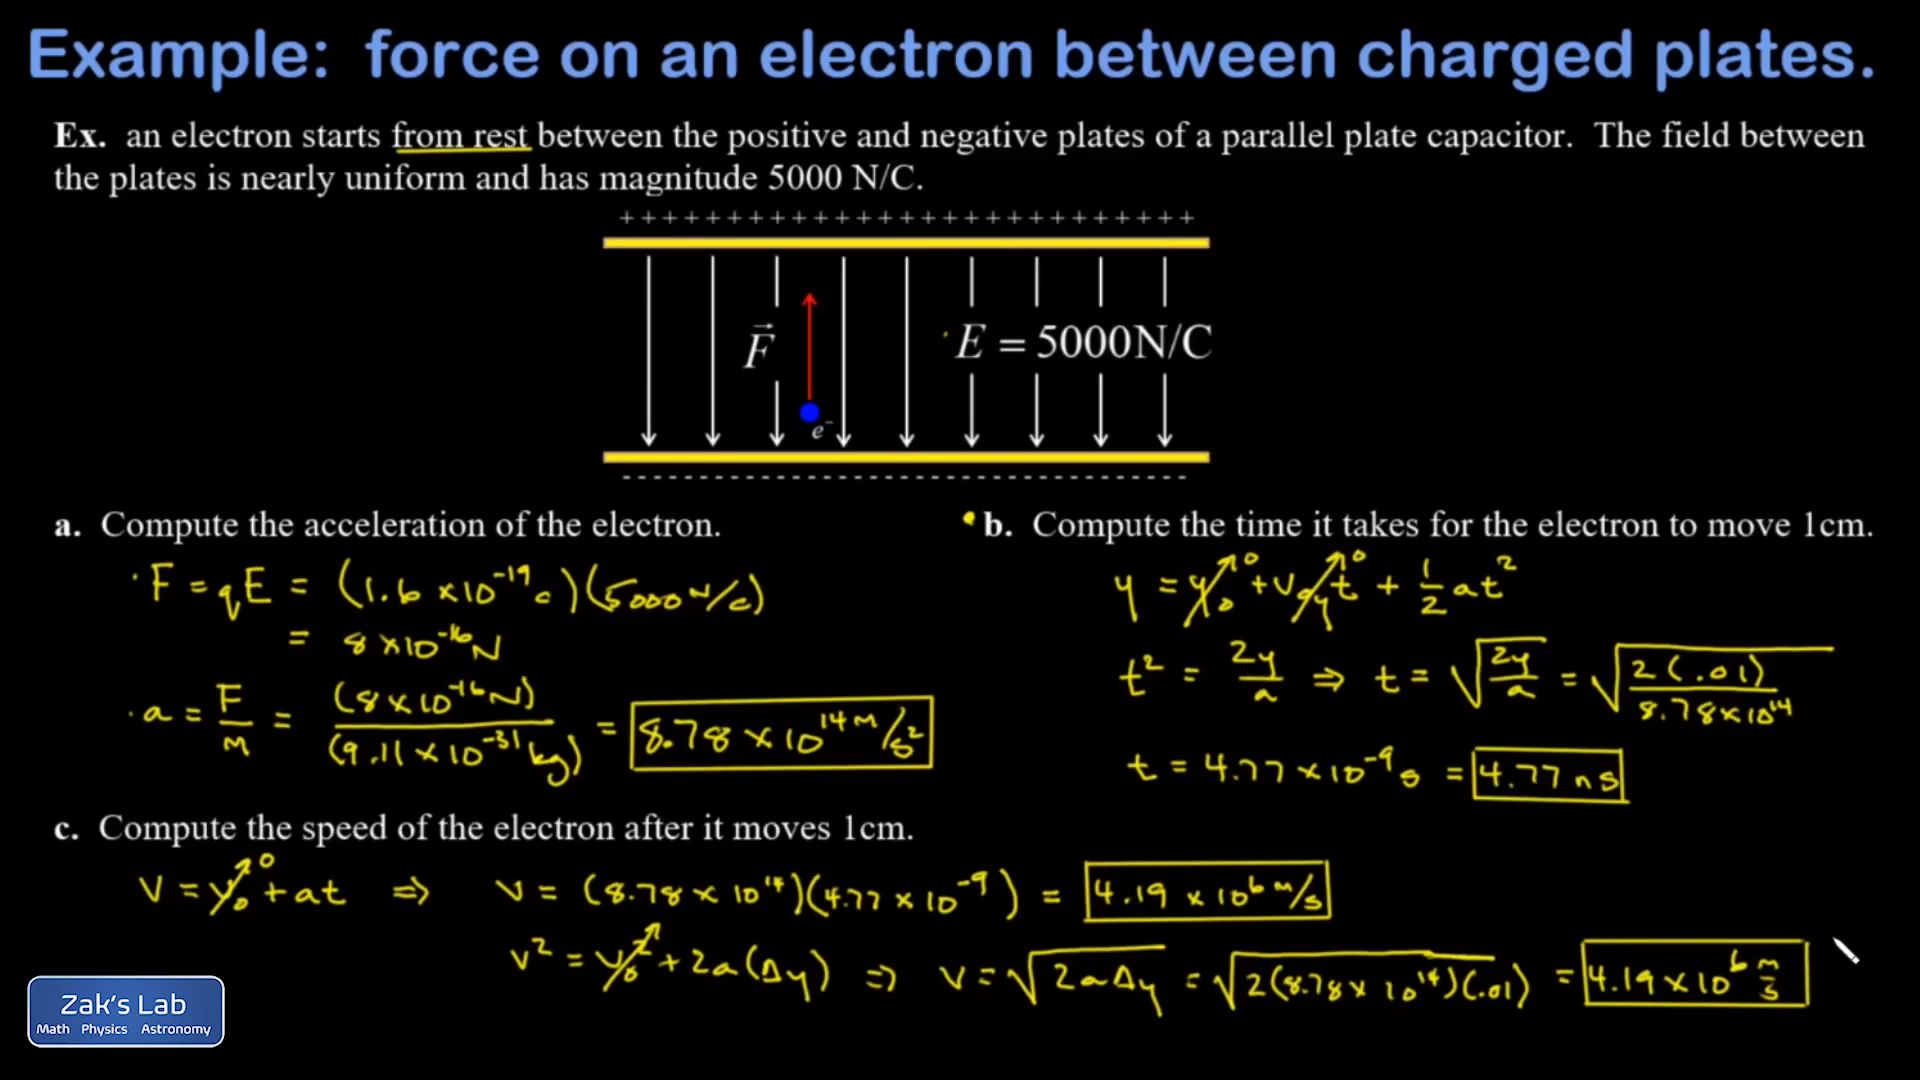 Example: force on an electron between charged plates.
Ex. an electron starts from rest between the positive and negative plates of a parallel plate capacitor. The field between
the plates is nearly uniform and has magnitude 5000 N/C.
+ + + + + + + + + + + + + + + + + + + + + + + + + + +
F⃗
E = 5000N/C
e⁻
- - - - - - - - - - - - - - - - - - - - - - - - - - - - - - - - - - -
a. Compute the acceleration of the electron.
F = qE = (1.6 × 10⁻¹⁹ C)(5000 N/C)
= 8 × 10⁻¹⁶ N
a = F/m = (8 × 10⁻¹⁶ N)/(9.11 × 10⁻³¹ kg) = 8.78 × 10¹⁴ m/s²
b. Compute the time it takes for the electron to move 1cm.
y = y₀ ↗0 + v₀y t ↗0 + 1/2 at²
t² = 2y/a ⇒ t = √(2y/a) = √(2(.01)/8.78 × 10¹⁴)
t = 4.77 × 10⁻⁹ s = 4.77 ns
c. Compute the speed of the electron after it moves 1cm.
v = v₀ ↗0 + at ⇒ v = (8.78 × 10¹⁴)(4.77 × 10⁻⁹) = 4.19 × 10⁶ m/s
v² = v₀² ↗ + 2a(Δy) ⇒ v = √(2aΔy) = √(2(8.78 × 10¹⁴)(.01)) = 4.19 × 10⁶ m/s
Zak's Lab
Math Physics Astronomy